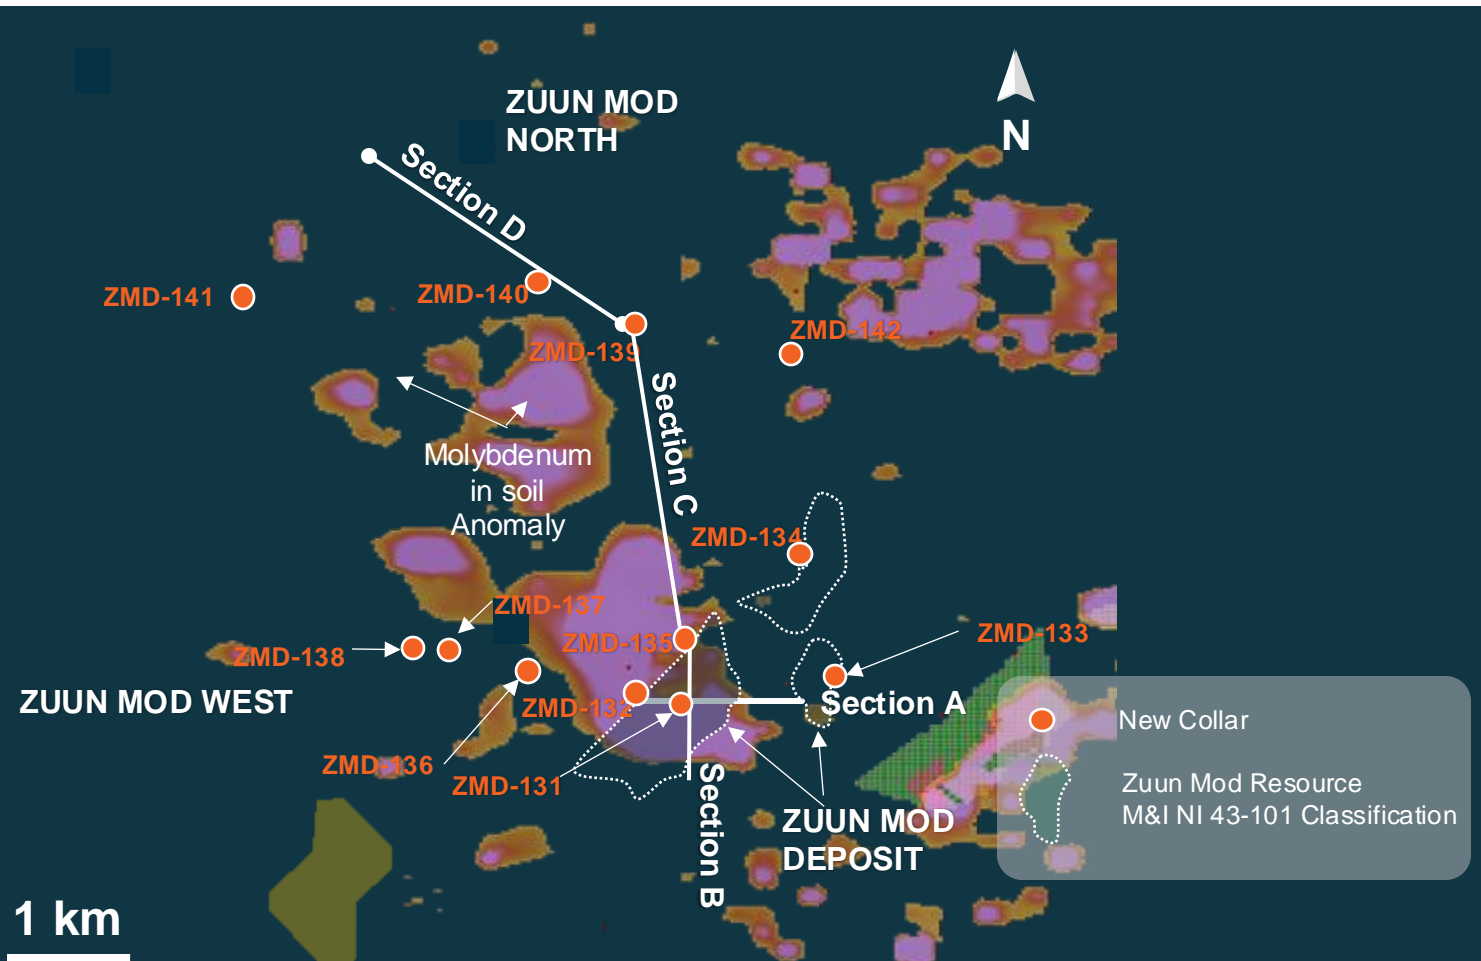 ZUUN MOD
NORTH
N
Section D
ZMD-141
ZMD-140
ZMD-139
ZMD-142
Section C
Molybdenum
in soil
Anomaly
ZMD-134
ZMD-137
ZMD-135
ZMD-133
ZMD-138
ZUUN MOD WEST
ZMD-132
Section A
New Collar
ZMD-136
ZMD-131
Section B
Zuun Mod Resource
M&I NI 43-101 Classification
ZUUN MOD
DEPOSIT
1 km